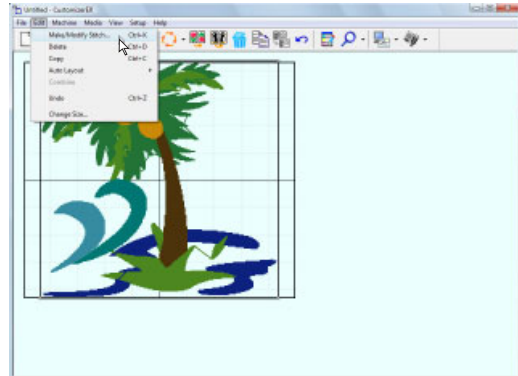 Untitled - Customize EX
File Edit Machine Media View Setup Help
Make/Modify Stitch... Ctrl+X
Delete Ctrl+D
Copy Ctrl+C
Auto Layout
Combine
Undo Ctrl+Z
Change Size...